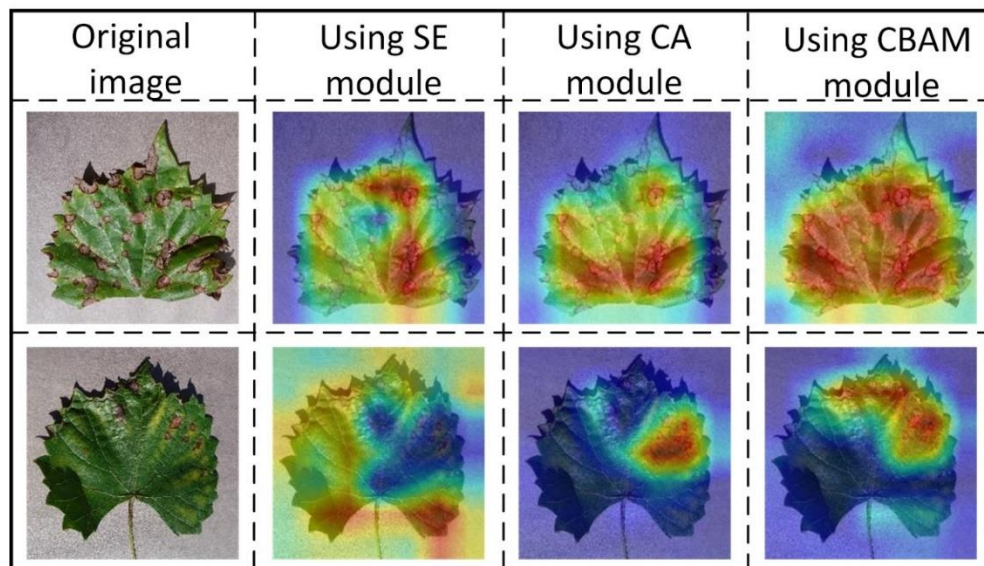 Original
image
Using SE
module
Using CA
module
Using CBAM
module